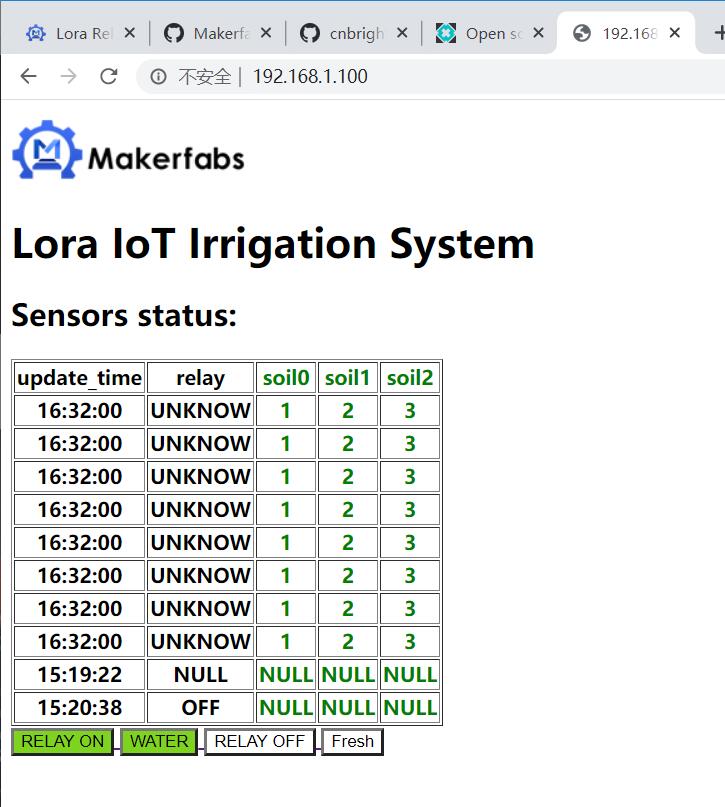 Lora Rel
Makerfa
cnbrigh
Open sc
192.168
不安全 | 192.168.1.100
Makerfabs
Lora IoT Irrigation System
Sensors status:
update_time relay soil0 soil1 soil2
16:32:00 UNKNOW 1 2 3
16:32:00 UNKNOW 1 2 3
16:32:00 UNKNOW 1 2 3
16:32:00 UNKNOW 1 2 3
16:32:00 UNKNOW 1 2 3
16:32:00 UNKNOW 1 2 3
16:32:00 UNKNOW 1 2 3
16:32:00 UNKNOW 1 2 3
15:19:22 NULL NULL NULL NULL
15:20:38 OFF NULL NULL NULL
RELAY ON WATER RELAY OFF Fresh